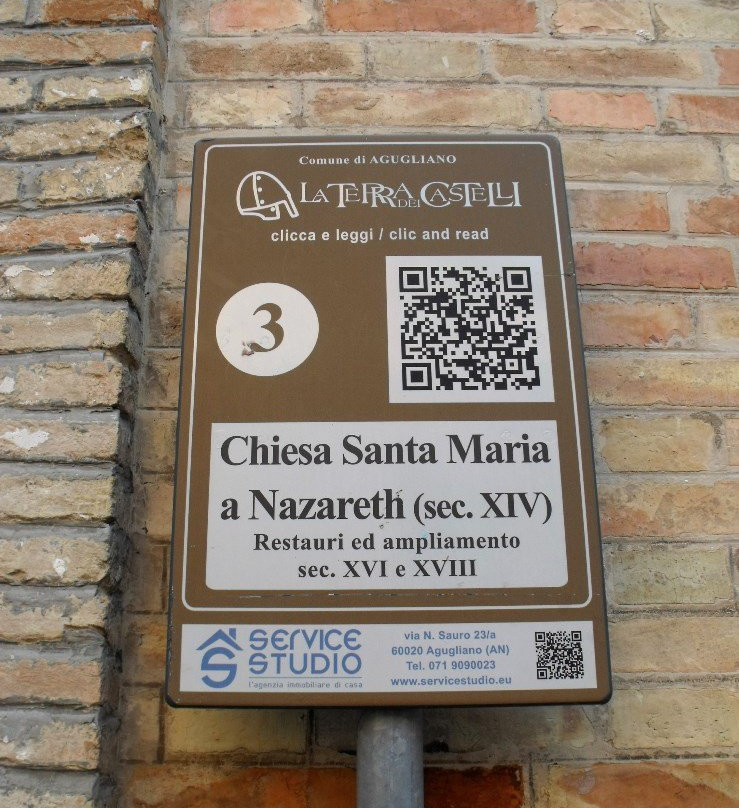 Comune di AGUGLIANO
LA TERRA DEI CASTELLI
clicca e leggi / clic and read
3
Chiesa Santa Maria
a Nazareth (sec. XIV)
Restauri ed ampliamento
sec. XVI e XVIII
SERVICE
STUDIO
l'agenzia immobiliare di casa
via N. Sauro 23/a
60020 Agugliano (AN)
Tel. 071 9090023
www.servicestudio.eu